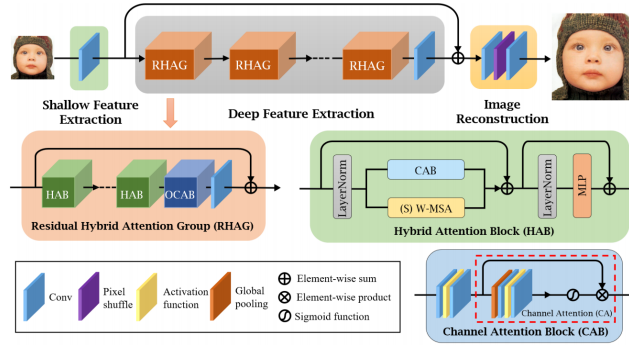 RHAG
RHAG
RHAG
Shallow Feature
Extraction
Deep Feature Extraction
Image
Reconstruction
HAB
HAB
OCAB
Residual Hybrid Attention Group (RHAG)
LayerNorm
CAB
(S) W-MSA
LayerNorm
MLP
Hybrid Attention Block (HAB)
Conv
Pixel
shuffle
Activation
function
Global
pooling
Element-wise sum
Element-wise product
Sigmoid function
Channel Attention (CA)
Channel Attention Block (CAB)